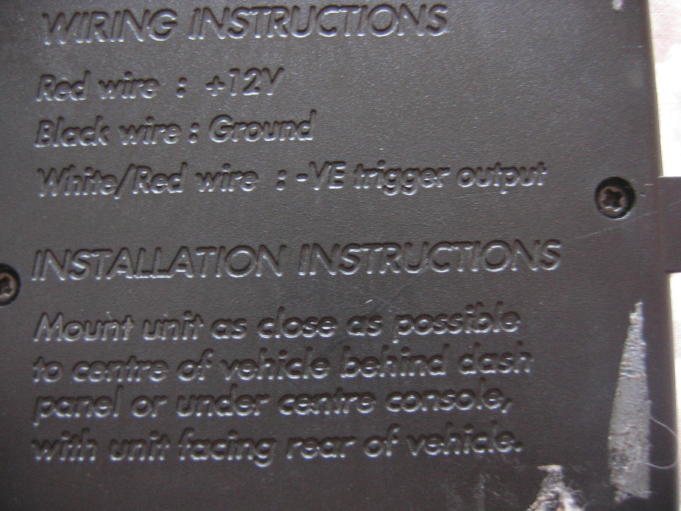 WIRING INSTRUCTIONS
Red wire : +12V
Black wire : Ground
White/Red wire : -VE trigger output
INSTALLATION INSTRUCTIONS
Mount unit as close as possible
to centre of vehicle behind dash
panel or under centre console,
with unit facing rear of vehicle.